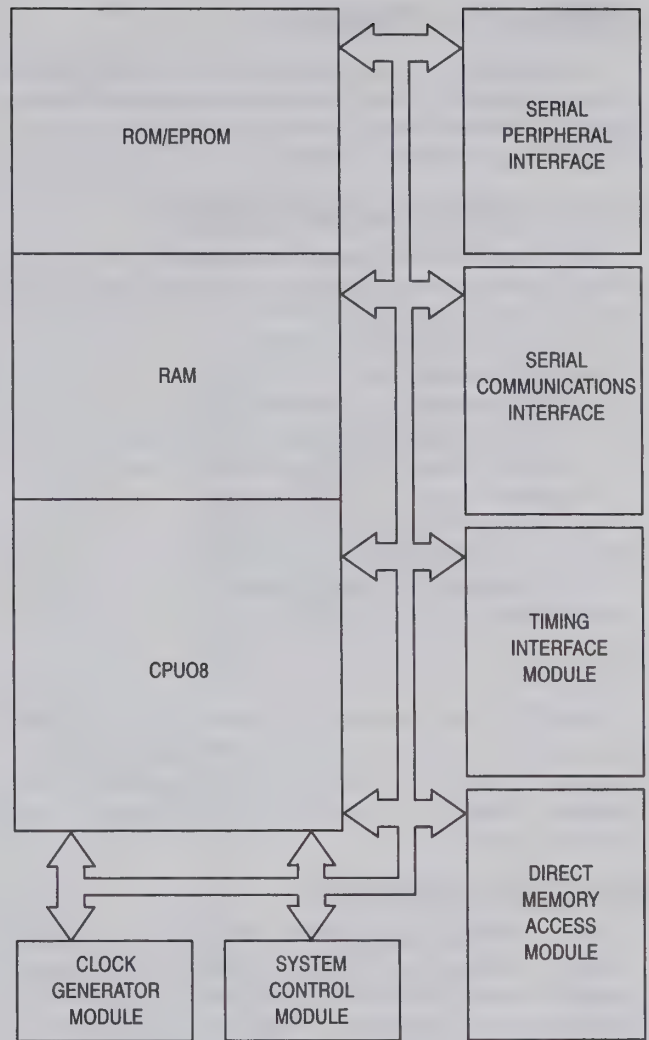 ROM/EPROM
RAM
CPUO8
SERIAL
PERIPHERAL
INTERFACE
SERIAL
COMMUNICATIONS
INTERFACE
TIMING
INTERFACE
MODULE
DIRECT
MEMORY
ACCESS
MODULE
CLOCK
GENERATOR
MODULE
SYSTEM
CONTROL
MODULE